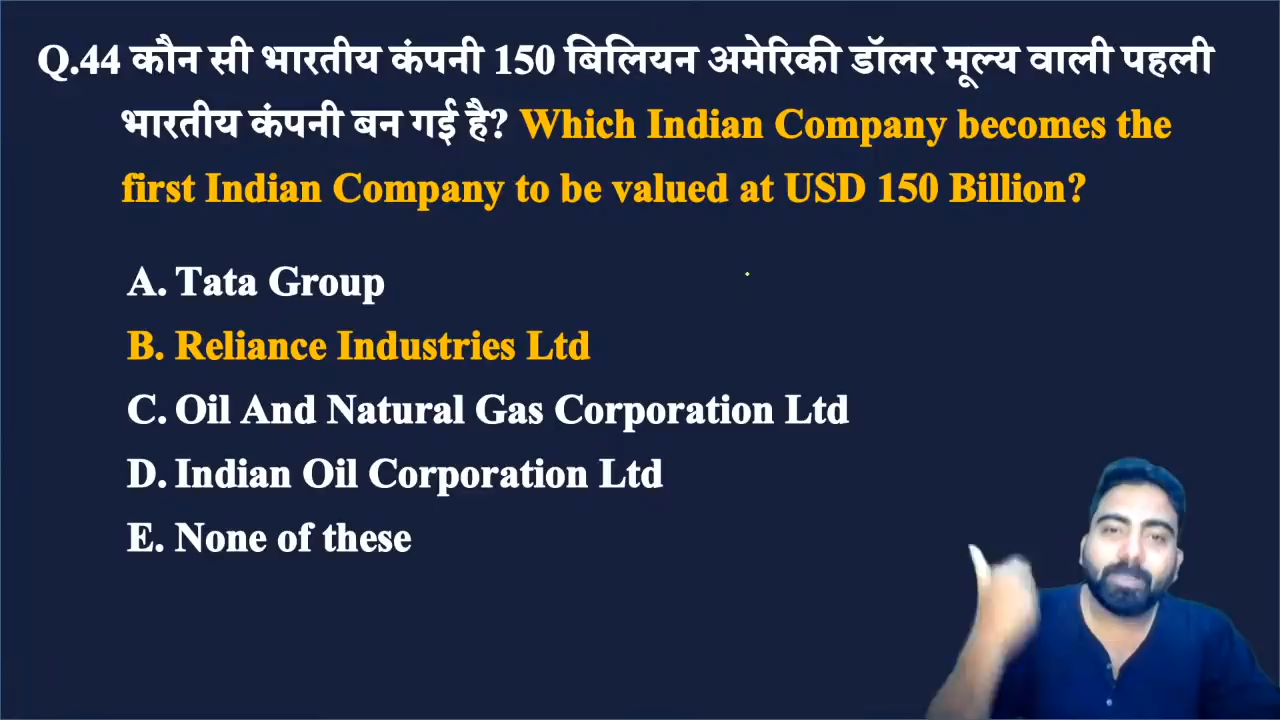 Q.44 कौन सी भारतीय कंपनी 150 बिलियन अमेरिकी डॉलर मूल्य वाली पहली
भारतीय कंपनी बन गई है? Which Indian Company becomes the
first Indian Company to be valued at USD 150 Billion?
A. Tata Group
B. Reliance Industries Ltd
C. Oil And Natural Gas Corporation Ltd
D. Indian Oil Corporation Ltd
E. None of these